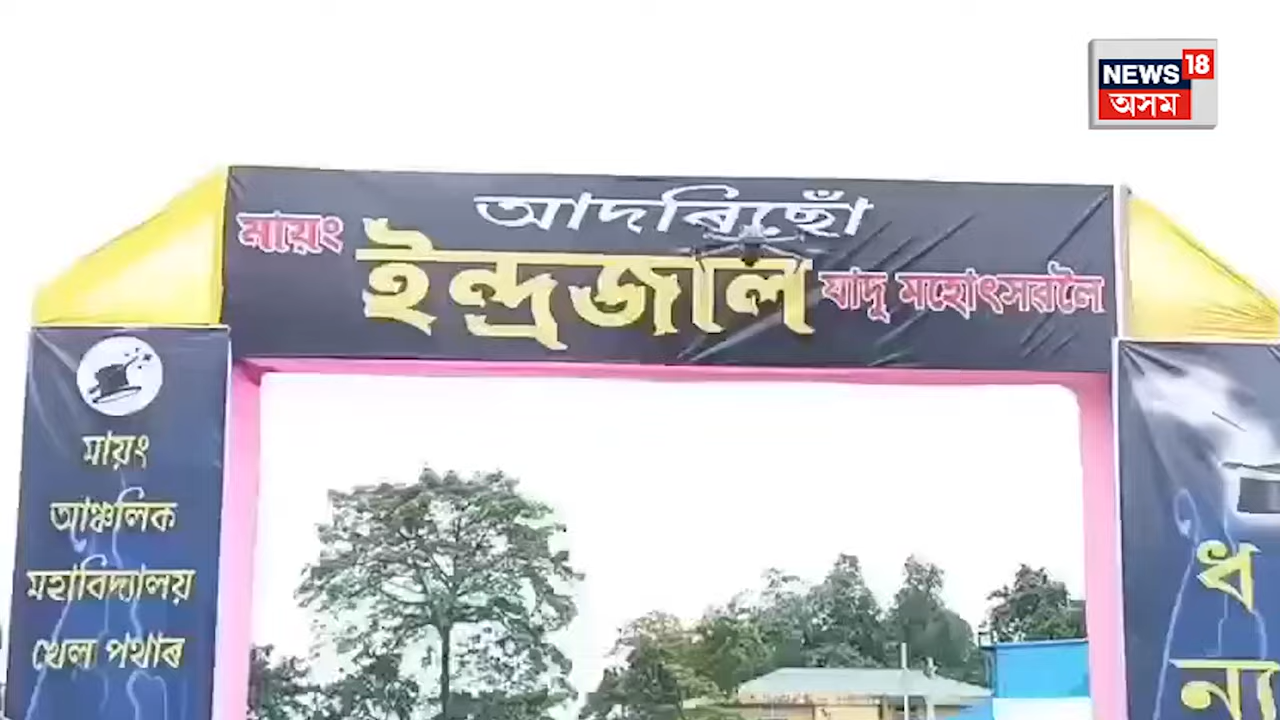 NEWS 18
অসম
আদৰিছোঁ
মায়ং ইন্দ্ৰজাল যাদু মহোৎসৱলৈ
মায়ং
আঞ্চলিক
মহাবিদ্যালয়
খেল পথাৰ
ধ
ন্য